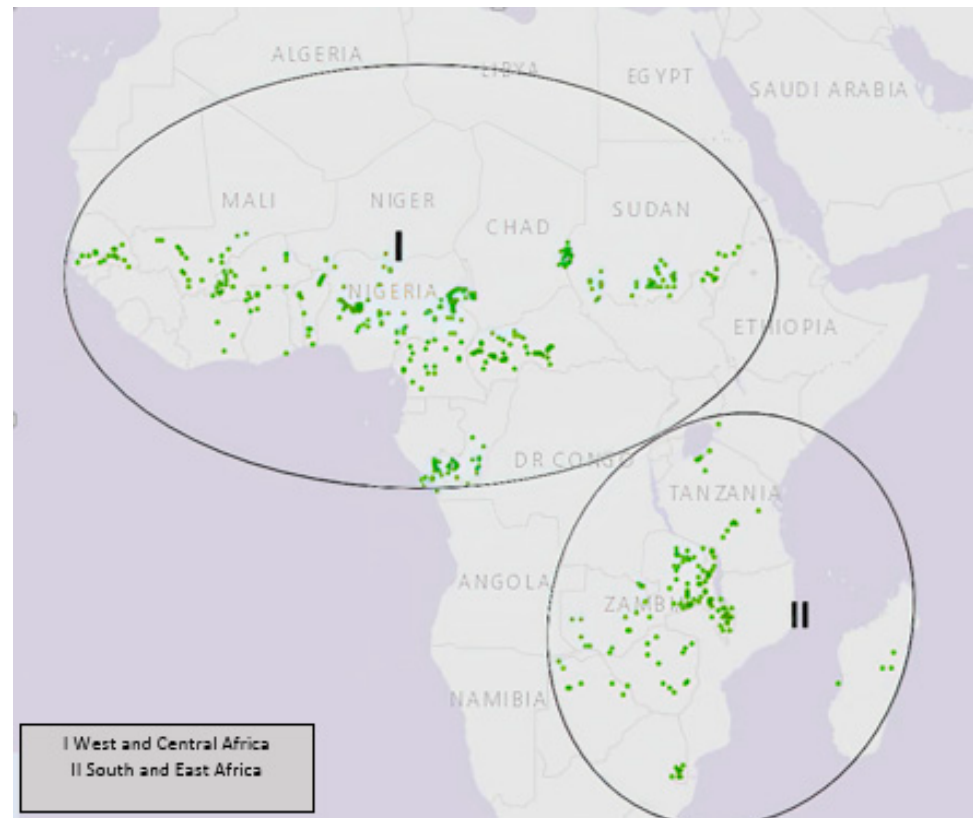 ALGERIA
LIBYA
EGYPT
SAUDI ARABIA
MALI
NIGER
CHAD
SUDAN
I
NIGERIA
ETHIOPIA
DR CONGO
TANZANIA
ANGOLA
ZAMBI
II
NAMIBIA
I West and Central Africa
II South and East Africa